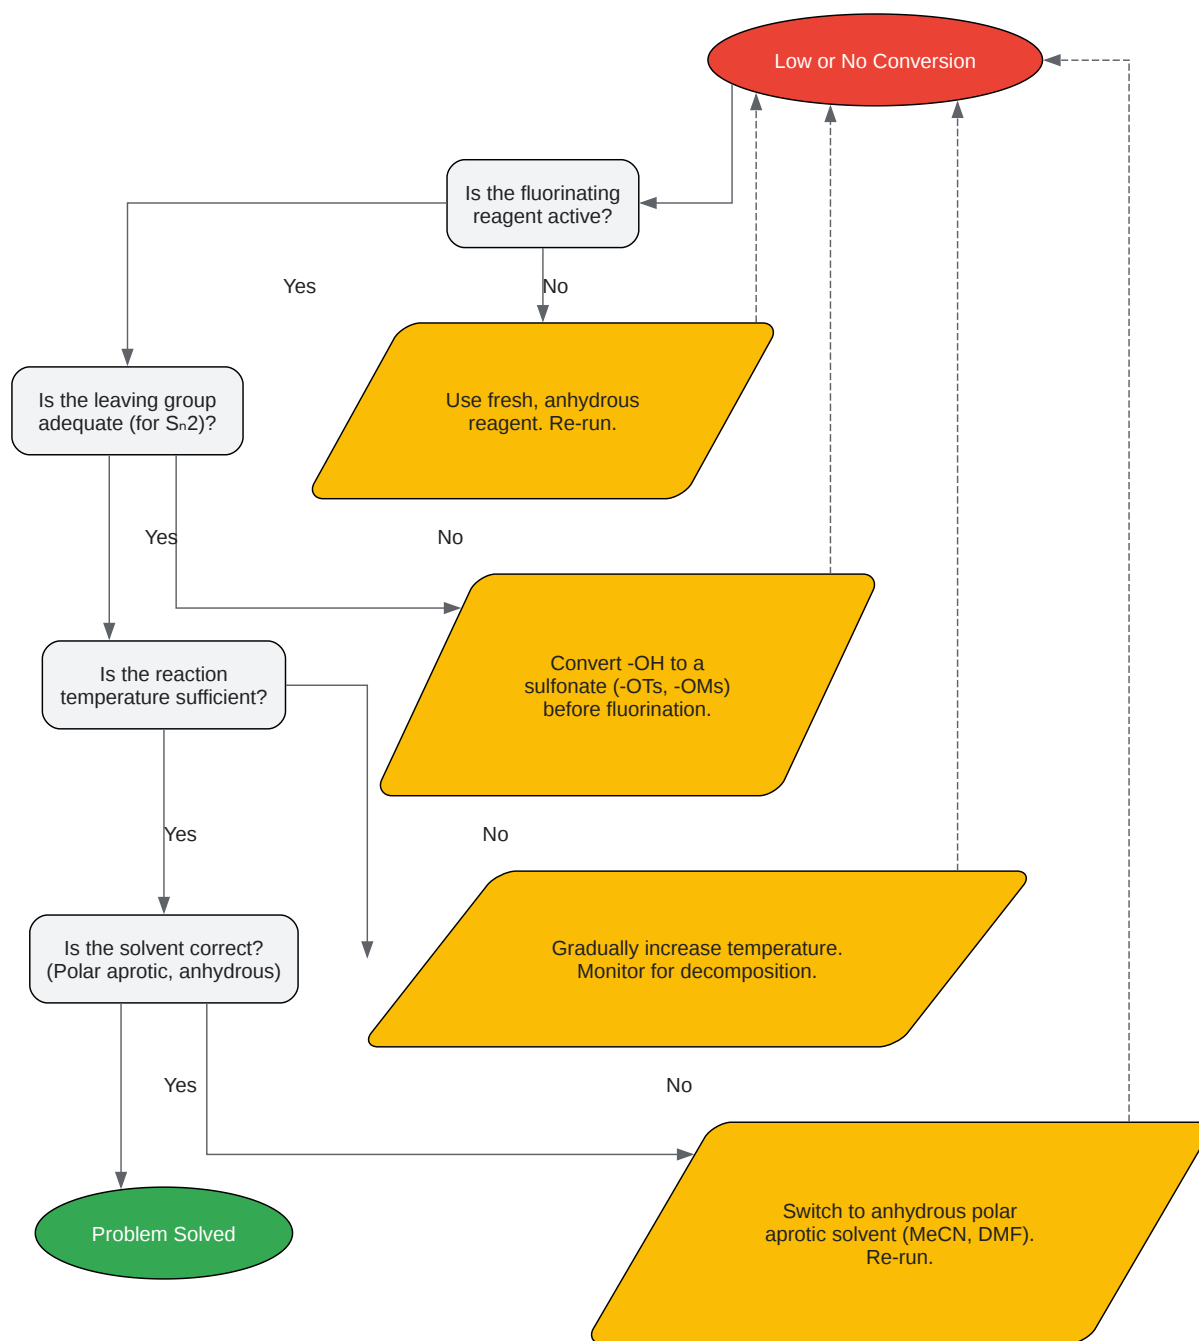 Low or No Conversion
Is the fluorinating
reagent active?
Yes
No
Is the leaving group
adequate (for Sₙ2)?
Use fresh, anhydrous
reagent. Re-run.
Yes
No
Is the reaction
temperature sufficient?
Convert -OH to a
sulfonate (-OTs, -OMs)
before fluorination.
Yes
No
Is the solvent correct?
(Polar aprotic, anhydrous)
Gradually increase temperature.
Monitor for decomposition.
Yes
No
Problem Solved
Switch to anhydrous polar
aprotic solvent (MeCN, DMF).
Re-run.